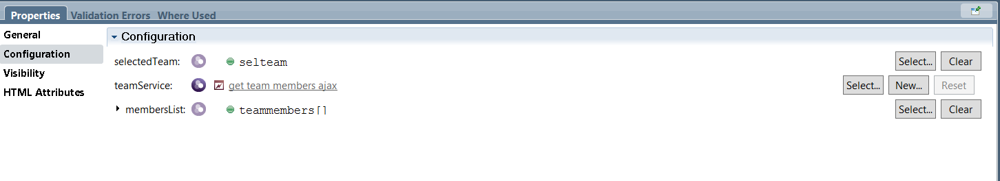 Properties Validation Errors Where Used
General
Configuration
Visibility
HTML Attributes
Configuration
selectedTeam: selteam Select... Clear
teamService: get team members ajax Select... New... Reset
membersList: teammembers[] Select... Clear